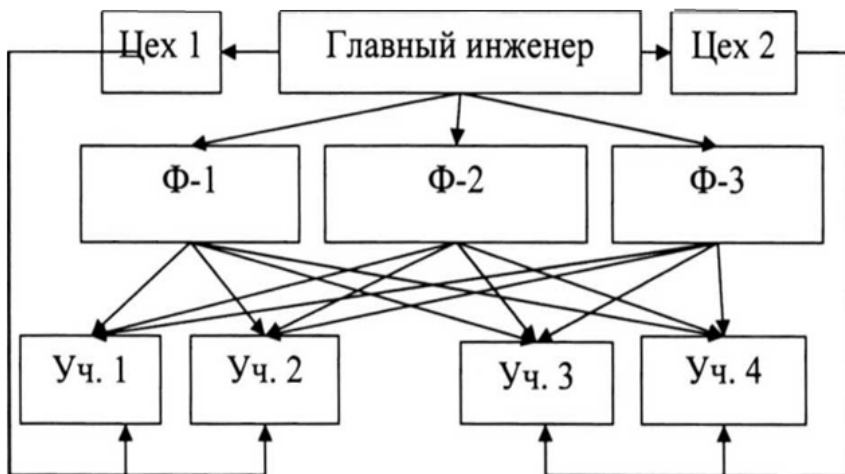 Цех 1
Главный инженер
Цех 2
Ф-1
Ф-2
Ф-3
Уч. 1
Уч. 2
Уч. 3
Уч. 4